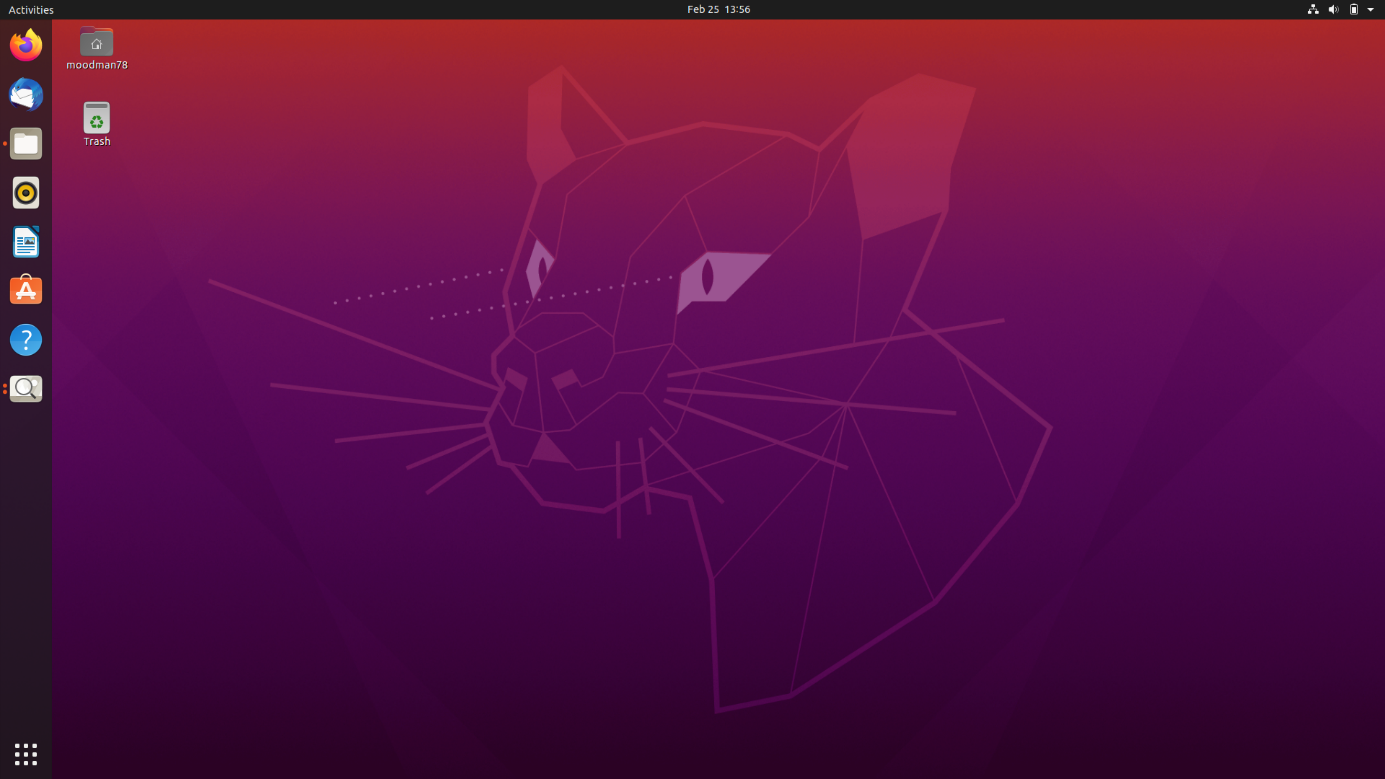 Activities
Feb 25 13:56
moodman78
Trash